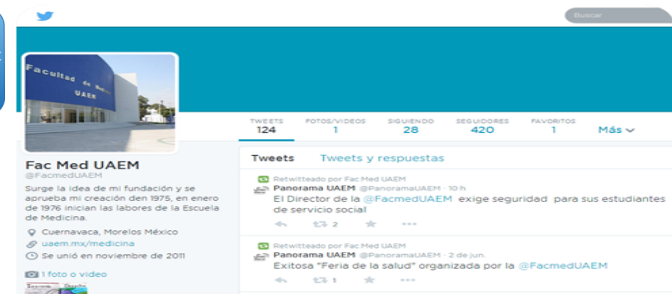 Buscar
Facultad de
UAEM
TWEETS
124
FOTOS/VIDEOS
1
SIGUIENDO
28
SEGUIDORES
420
FAVORITOS
1
Más
Fac Med UAEM
@FacmedUAEM
Surge la idea de mi fundación y se
aprueba mi creación den 1975, en enero
de 1976 inician las labores de la Escuela
de Medicina.
Cuernavaca, Morelos México
uaem.mx/medicina
Se unió en noviembre de 2011
1 foto o video
Tweets Tweets y respuestas
Retwitteado por Fac Med UAEM
Panorama UAEM @PanoramaUAEM · 10 h
El Director de la @FacmedUAEM exige seguridad para sus estudiantes
de servicio social
2
Retwitteado por Fac Med UAEM
Panorama UAEM @PanoramaUAEM · 2 de jun.
Exitosa "Feria de la salud" organizada por la @FacmedUAEM
1